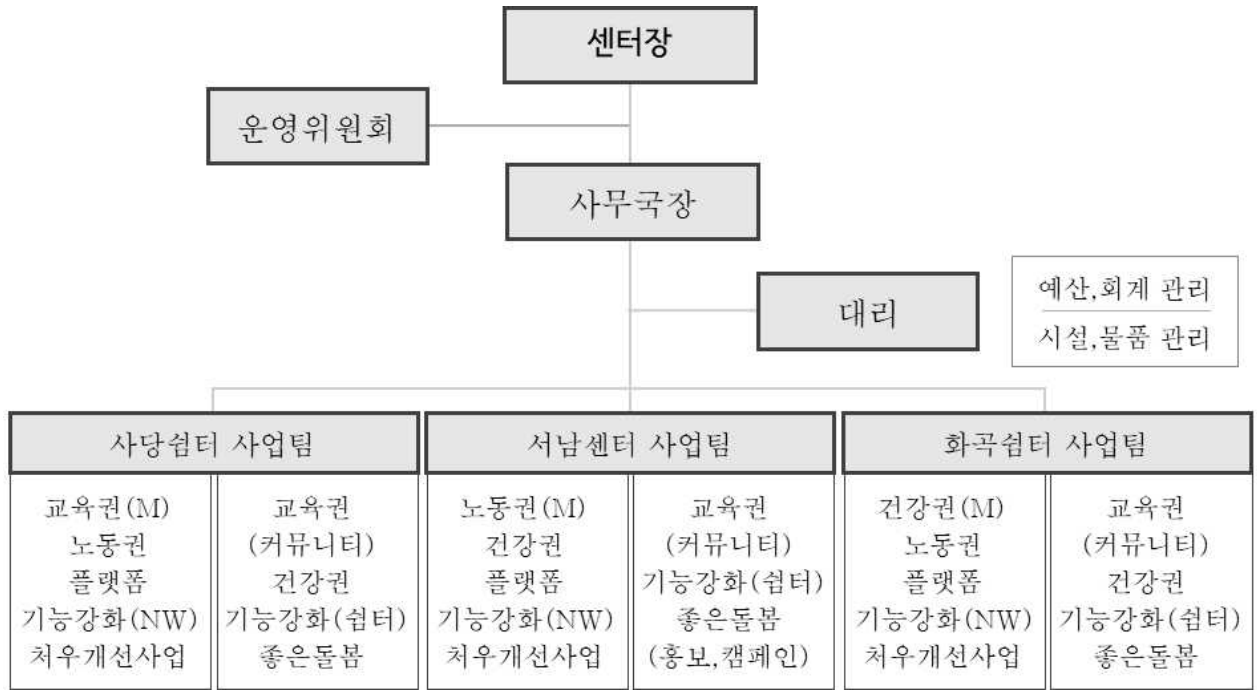 센터장
운영위원회
사무국장
대리
예산,회계 관리
시설,물품 관리
사당쉼터 사업팀
교육권(M)
노동권
플랫폼
기능강화(NW)
처우개선사업
교육권
(커뮤니티)
건강권
기능강화(쉼터)
좋은돌봄
서남센터 사업팀
노동권(M)
건강권
플랫폼
기능강화(NW)
처우개선사업
교육권
(커뮤니티)
기능강화(쉼터)
좋은돌봄
(홍보,캠페인)
화곡쉼터 사업팀
건강권(M)
노동권
플랫폼
기능강화(NW)
처우개선사업
교육권
(커뮤니티)
건강권
기능강화(쉼터)
좋은돌봄